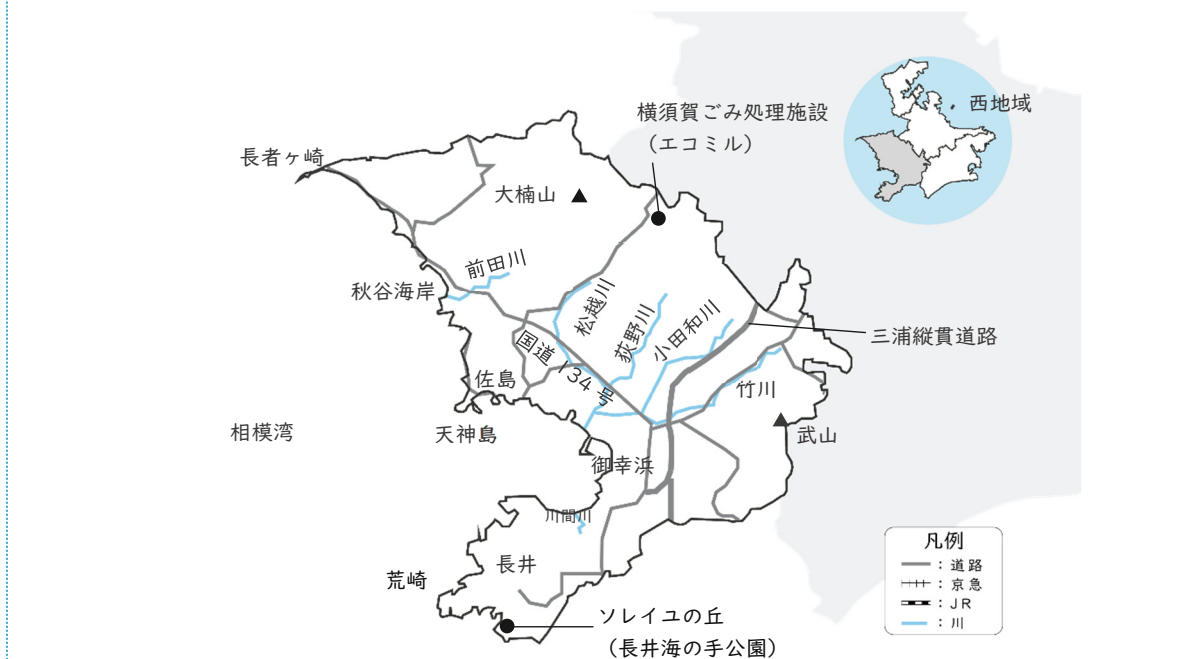 横須賀ごみ処理施設
（エコミル）
西地域
長者ヶ崎
大楠山
前田川
秋谷海岸
松越川
荻野川
小田和川
三浦縦貫道路
国道134号
佐島
竹川
相模湾
天神島
武山
御幸浜
川間川
長井
荒崎
ソレイユの丘
（長井海の手公園）
凡例
：道路
：京急
：JR
：川